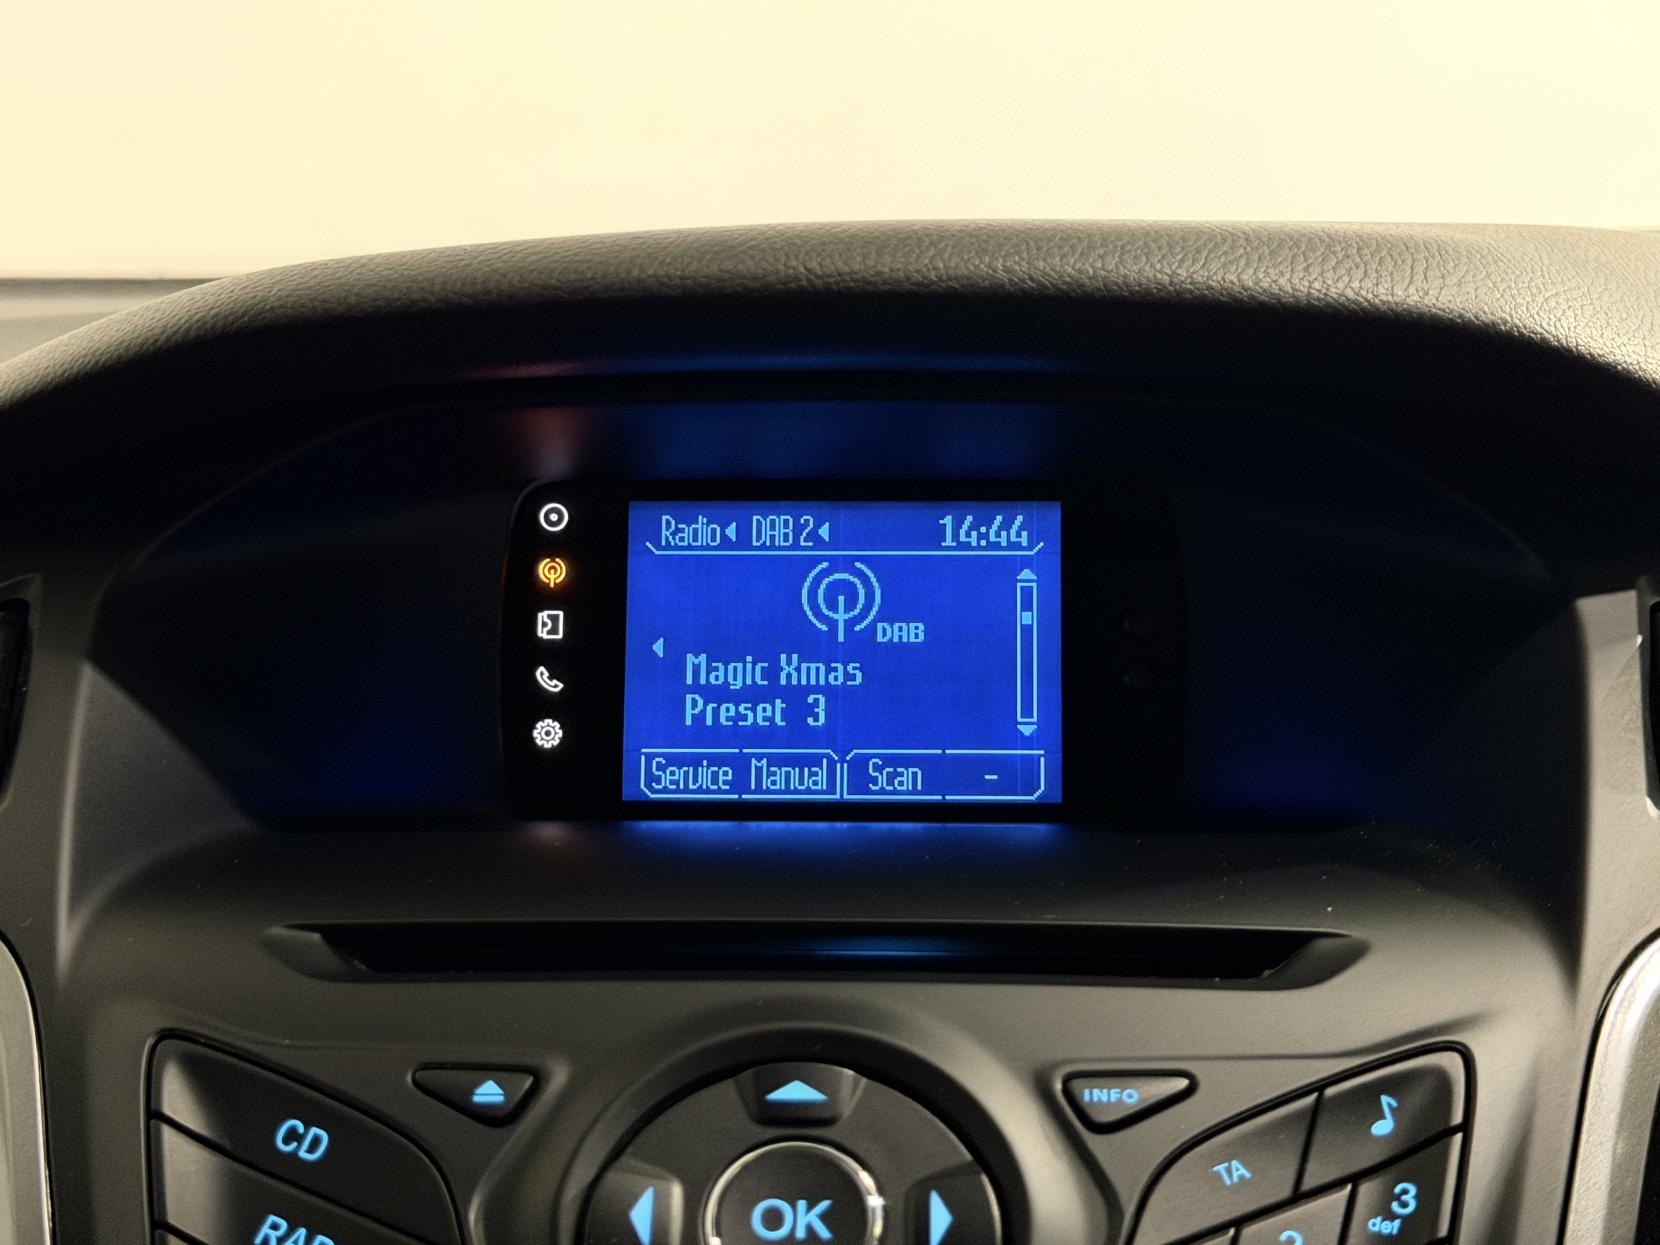 Radio DAB 2 14:44
DAB
Magic Xmas
Preset 3
Service Manual Scan -
INFO
CD
OK
TA
3
def